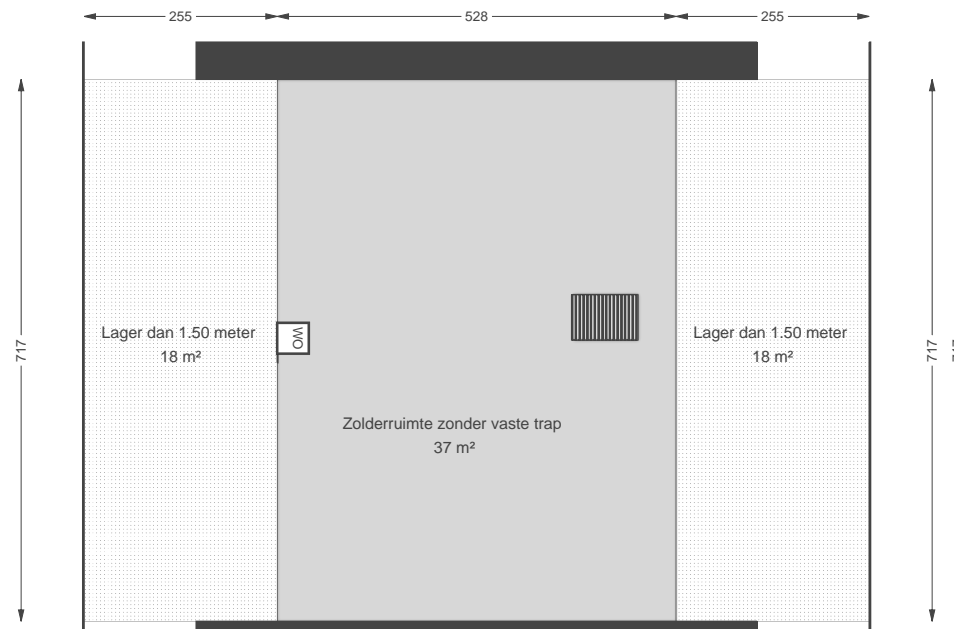 255
528
255
Lager dan 1.50 meter
18 m²
WO
Lager dan 1.50 meter
18 m²
717
717
717
Zolderruimte zonder vaste trap
37 m²